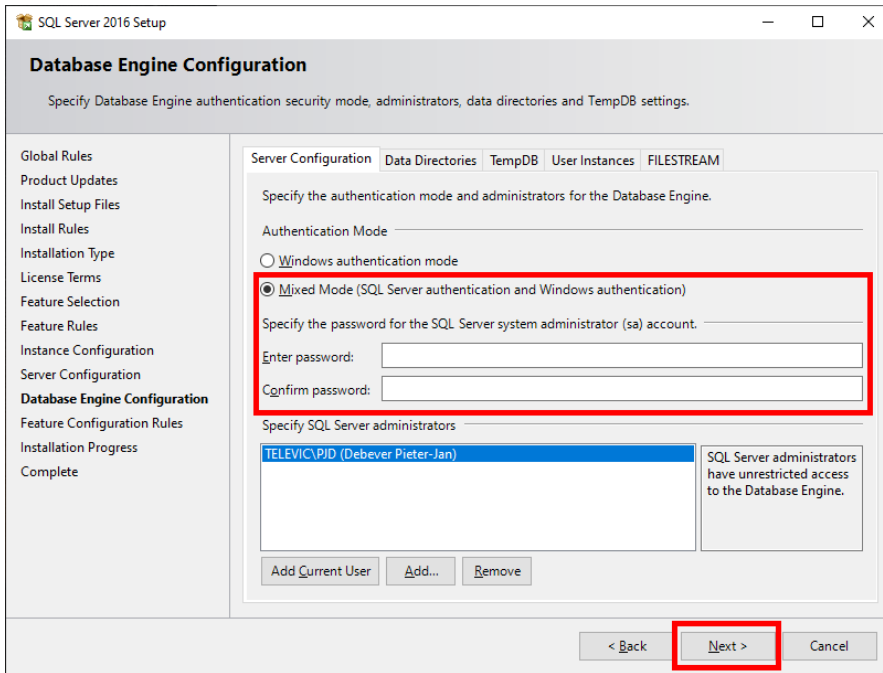 SQL Server 2016 Setup
Database Engine Configuration
Specify Database Engine authentication security mode, administrators, data directories and TempDB settings.
Global Rules
Product Updates
Install Setup Files
Install Rules
Installation Type
License Terms
Feature Selection
Feature Rules
Instance Configuration
Server Configuration
Database Engine Configuration
Feature Configuration Rules
Installation Progress
Complete
Server Configuration Data Directories TempDB User Instances FILESTREAM
Specify the authentication mode and administrators for the Database Engine.
Authentication Mode
Windows authentication mode
Mixed Mode (SQL Server authentication and Windows authentication)
Specify the password for the SQL Server system administrator (sa) account.
Enter password:
Confirm password:
Specify SQL Server administrators
TELEVIC\PJD (Debever Pieter-Jan)
SQL Server administrators
have unrestricted access
to the Database Engine.
Add Current User Add... Remove
< Back Next > Cancel